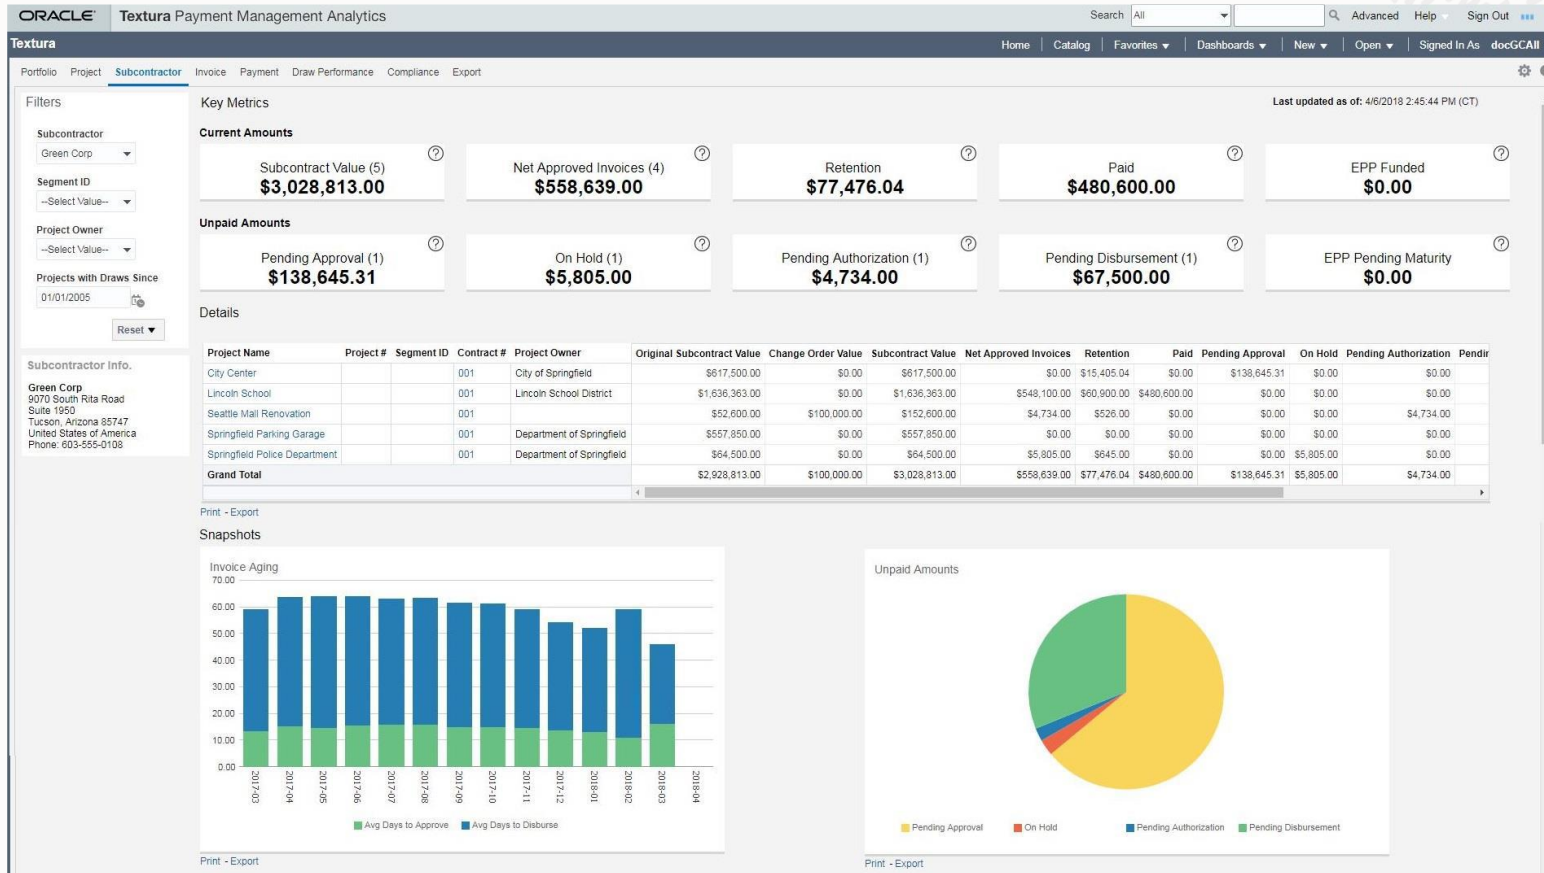 ORACLE Textura Payment Management Analytics Search All Advanced Help Sign Out
Textura Home Catalog Favorites Dashboards New Open Signed In As docGCAll
Portfolio Project Subcontractor Invoice Payment Draw Performance Compliance Export
Filters
Subcontractor
Green Corp
Segment ID
--Select Value--
Project Owner
--Select Value--
Projects with Draws Since
01/01/2005
Reset
Subcontractor Info.
Green Corp
9070 South Rita Road
Suite 1950
Tucson, Arizona 85747
United States of America
Phone: 603-555-0108
Key Metrics Last updated as of: 4/6/2018 2:45:44 PM (CT)
Current Amounts
Subcontract Value (5) Net Approved Invoices (4) Retention Paid EPP Funded
$3,028,813.00 $558,639.00 $77,476.04 $480,600.00 $0.00
Unpaid Amounts
Pending Approval (1) On Hold (1) Pending Authorization (1) Pending Disbursement (1) EPP Pending Maturity
$138,645.31 $5,805.00 $4,734.00 $67,500.00 $0.00
Details
Project Name Project # Segment ID Contract # Project Owner Original Subcontract Value Change Order Value Subcontract Value Net Approved Invoices Retention Paid Pending Approval On Hold Pending Authorization Pendin
City Center 001 City of Springfield $617,500.00 $0.00 $617,500.00 $0.00 $15,405.04 $0.00 $138,645.31 $0.00 $0.00
Lincoln School 001 Lincoln School District $1,636,363.00 $0.00 $1,636,363.00 $548,100.00 $60,900.00 $480,600.00 $0.00 $0.00 $0.00
Seattle Mall Renovation 001 $52,600.00 $100,000.00 $152,600.00 $4,734.00 $526.00 $0.00 $0.00 $0.00 $4,734.00
Springfield Parking Garage 001 Department of Springfield $557,850.00 $0.00 $557,850.00 $0.00 $0.00 $0.00 $0.00 $0.00 $0.00
Springfield Police Department 001 Department of Springfield $64,500.00 $0.00 $64,500.00 $5,805.00 $645.00 $0.00 $0.00 $5,805.00 $0.00
Grand Total $2,928,813.00 $100,000.00 $3,028,813.00 $558,639.00 $77,476.04 $480,600.00 $138,645.31 $5,805.00 $4,734.00
Print - Export
Snapshots
Invoice Aging
70.00
60.00
50.00
40.00
30.00
20.00
10.00
0.00
2017-03 2017-04 2017-05 2017-06 2017-07 2017-08 2017-09 2017-10 2017-11 2017-12 2018-01 2018-02 2018-03 2018-04
Avg Days to Approve Avg Days to Disburse
Print - Export
Unpaid Amounts
Pending Approval On Hold Pending Authorization Pending Disbursement
Print - Export